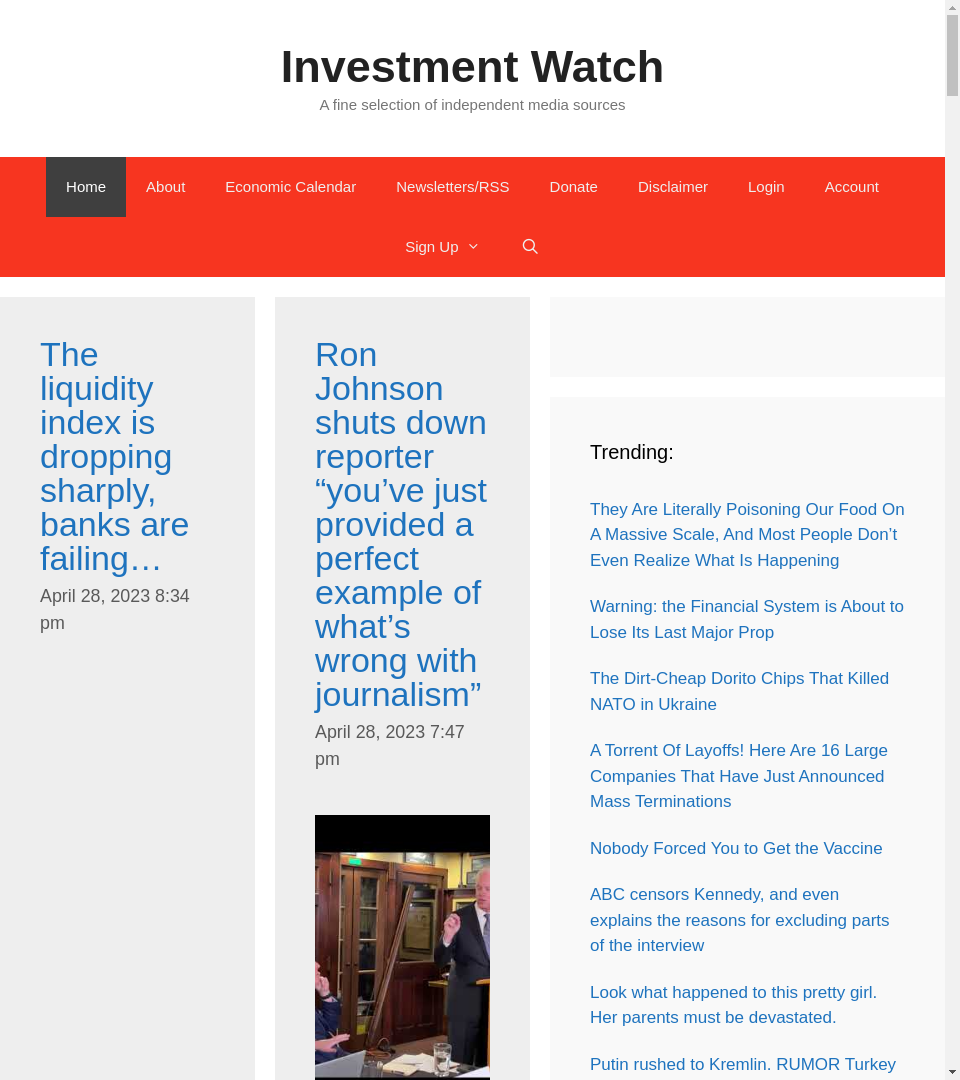 Investment Watch
A fine selection of independent media sources
Home
About
Economic Calendar
Newsletters/RSS
Donate
Disclaimer
Login
Account
Sign Up
The
liquidity
index is
dropping
sharply,
banks are
failing…
April 28, 2023 8:34
pm
Ron
Johnson
shuts down
reporter
“you’ve just
provided a
perfect
example of
what’s
wrong with
journalism”
April 28, 2023 7:47
pm
Trending:
They Are Literally Poisoning Our Food On
A Massive Scale, And Most People Don’t
Even Realize What Is Happening
Warning: the Financial System is About to
Lose Its Last Major Prop
The Dirt-Cheap Dorito Chips That Killed
NATO in Ukraine
A Torrent Of Layoffs! Here Are 16 Large
Companies That Have Just Announced
Mass Terminations
Nobody Forced You to Get the Vaccine
ABC censors Kennedy, and even
explains the reasons for excluding parts
of the interview
Look what happened to this pretty girl.
Her parents must be devastated.
Putin rushed to Kremlin. RUMOR Turkey